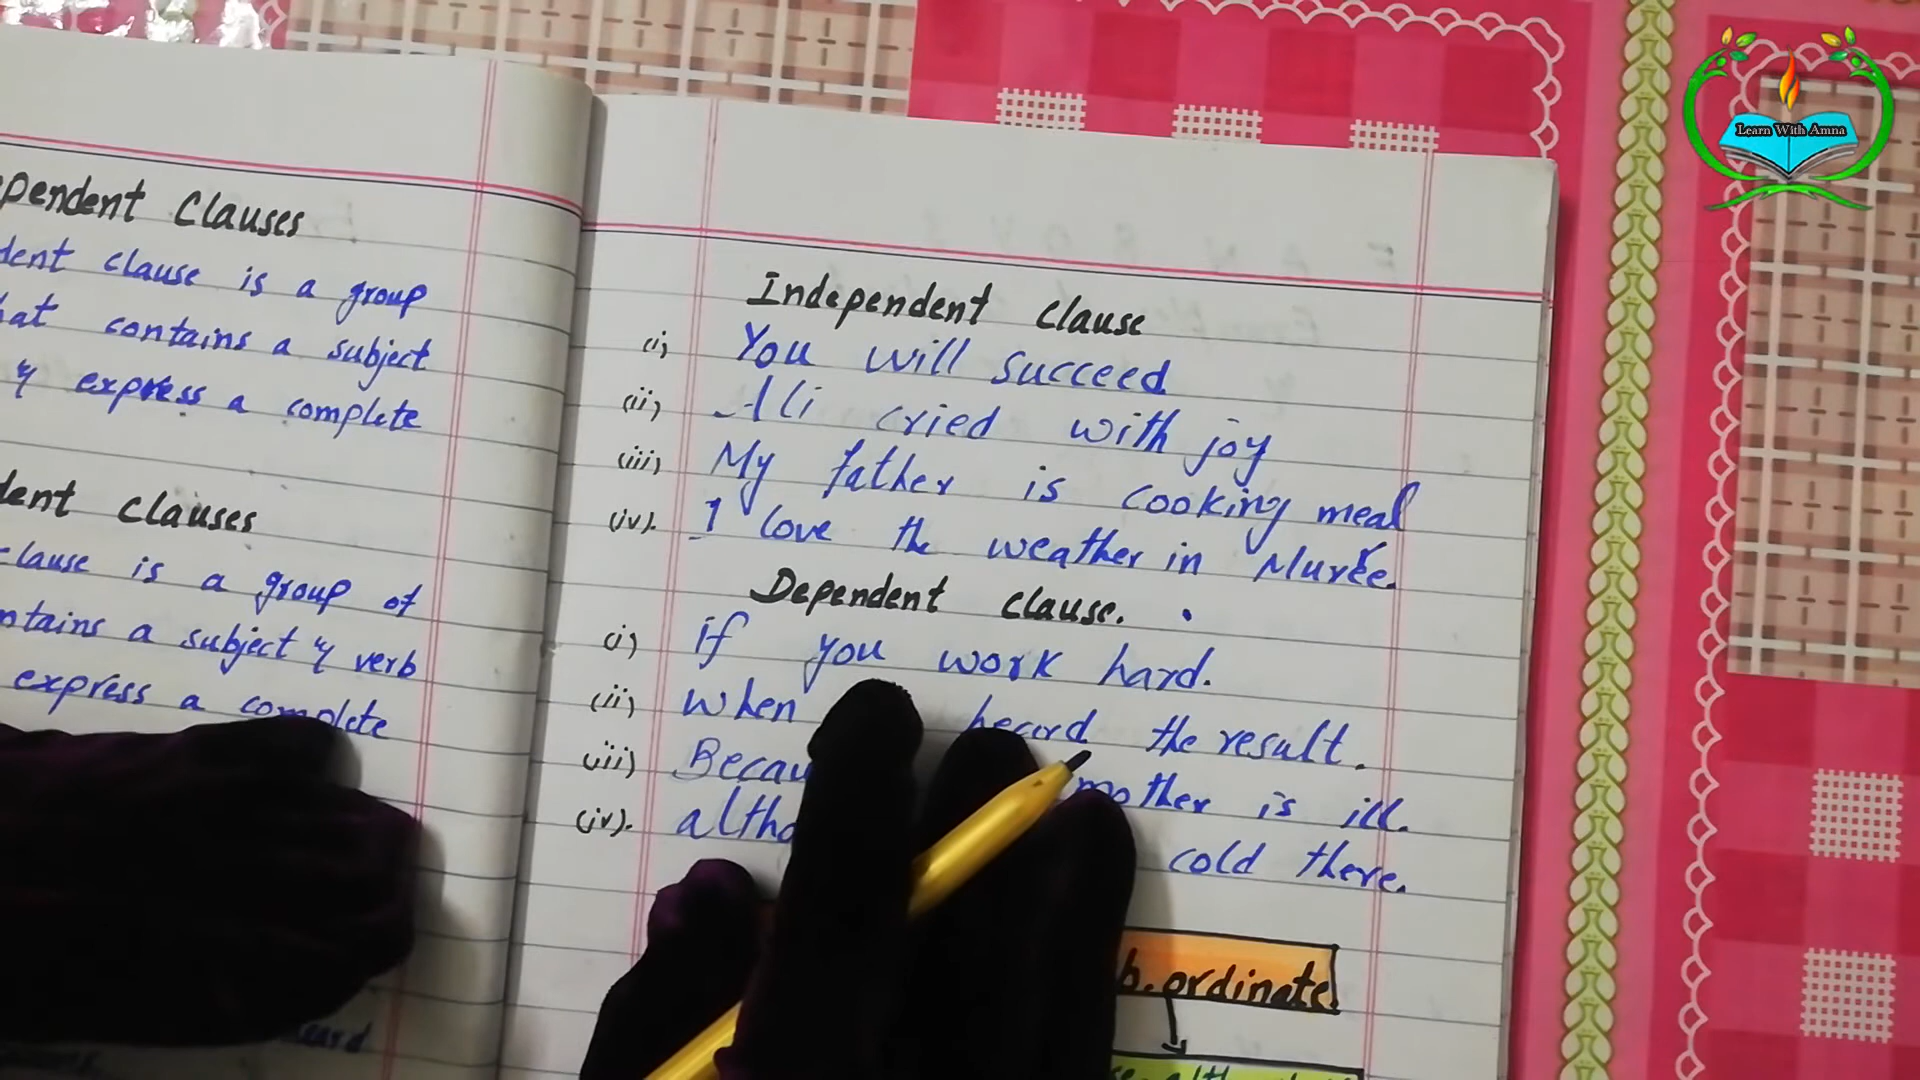 pendent Clauses
dent clause is a group
hat contains a subject
& express a complete
dent Clauses
clause is a group of
ntains a subject & verb
express a complete
Independent Clause
(i) You will succeed
(ii) Ali cried with joy
(iii) My father is cooking meal
(iv). I love the weather in Murree.
Dependent Clause.
(i) if you work hard.
(ii) when heard the result.
(iii) Becau mother is ill.
(iv). altho cold there.
b.ordinate
Learn With Amna